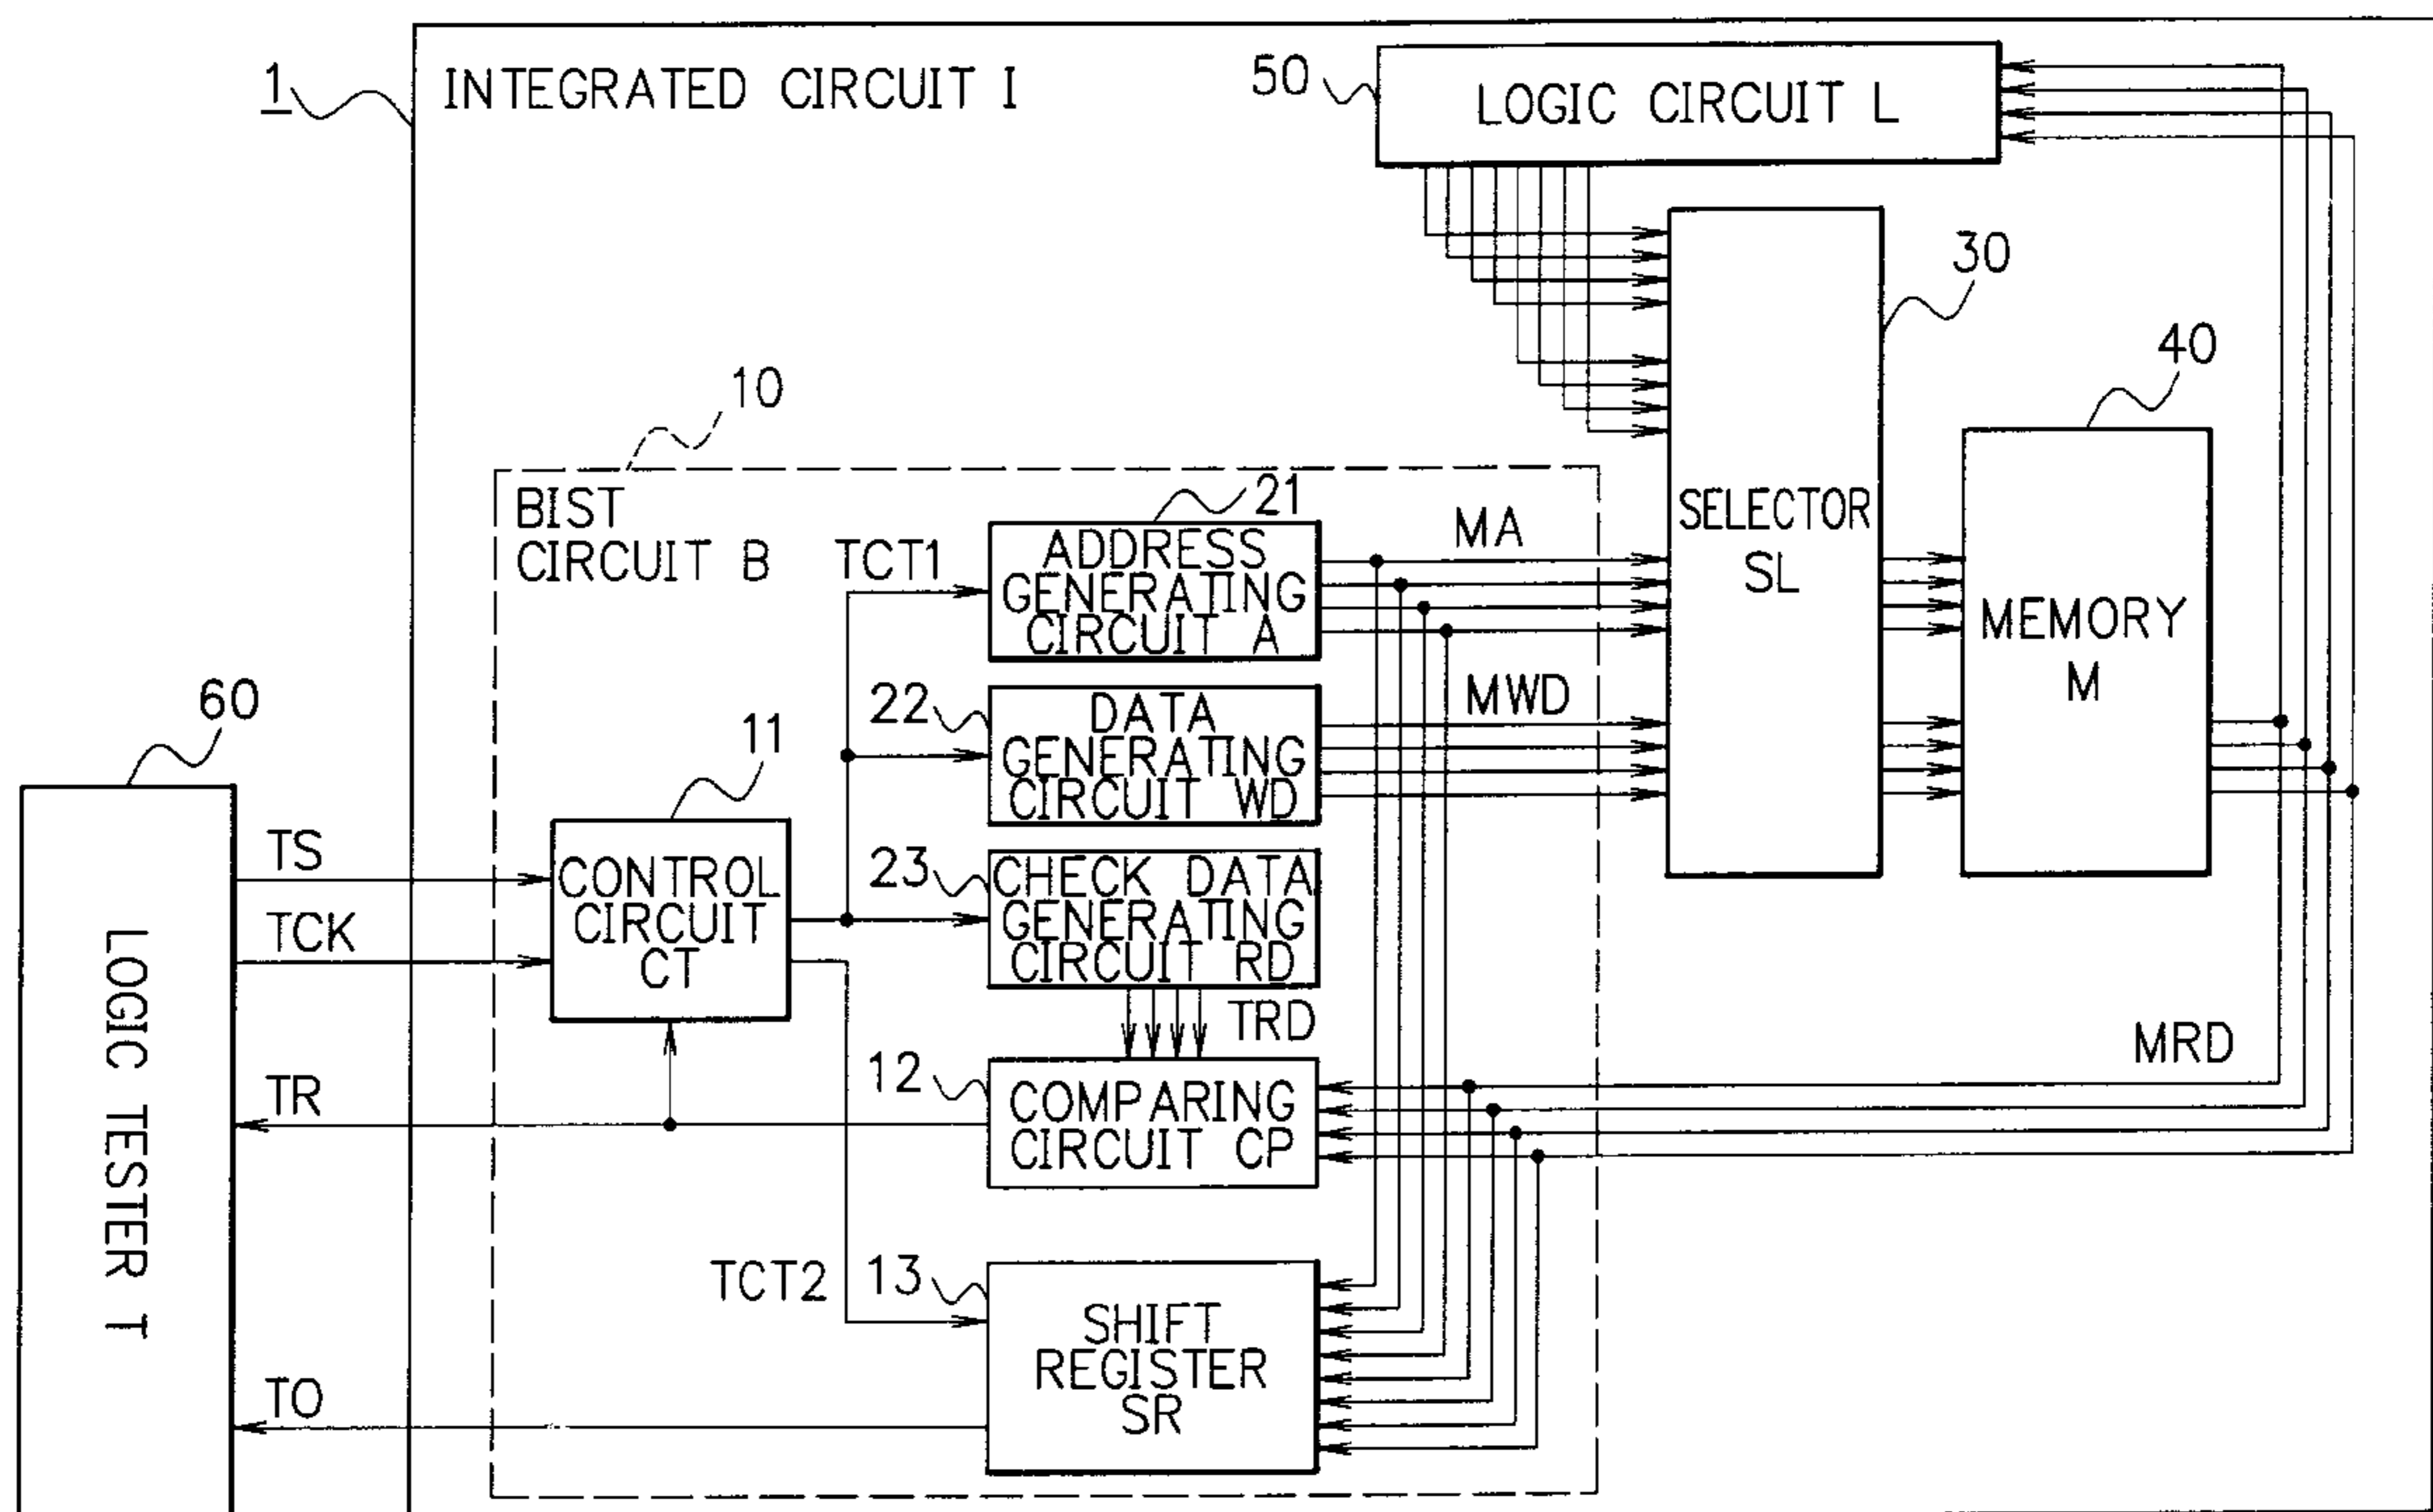 1
INTEGRATED CIRCUIT I
50
LOGIC CIRCUIT L
30
SELECTOR
SL
40
MEMORY
M
10
BIST
CIRCUIT B
TCT1
21
ADDRESS
GENERATING
CIRCUIT A
MA
22
DATA
GENERATING
CIRCUIT WD
MWD
60
LOGIC TESTER T
11
CONTROL
CIRCUIT
CT
TS
TCK
23
CHECK DATA
GENERATING
CIRCUIT RD
TRD
MRD
TR
12
COMPARING
CIRCUIT CP
TCT2
13
SHIFT
REGISTER
SR
TO